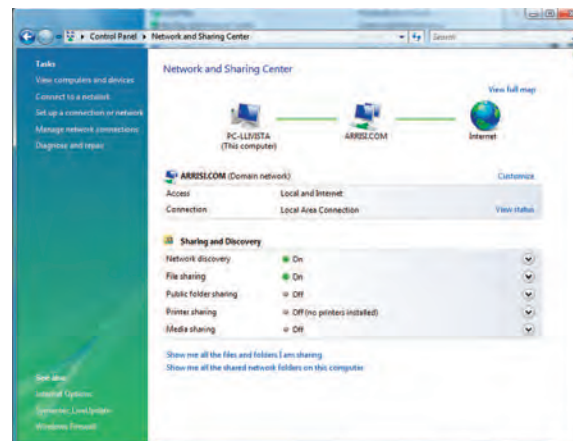 Control Panel ▸ Network and Sharing Center
Search
Tasks
View computers and devices
Connect to a network
Set up a connection or network
Manage network connections
Diagnose and repair
See also
Internet Options
Symantec LiveUpdate
Windows Firewall
Network and Sharing Center
View full map
PC-LLIVISTA
(This computer)
ARRISI.COM
Internet
ARRISI.COM (Domain network)
Customize
Access Local and Internet
Connection Local Area Connection View status
Sharing and Discovery
Network discovery On
File sharing On
Public folder sharing Off
Printer sharing Off (no printers installed)
Media sharing Off
Show me all the files and folders I am sharing
Show me all the shared network folders on this computer